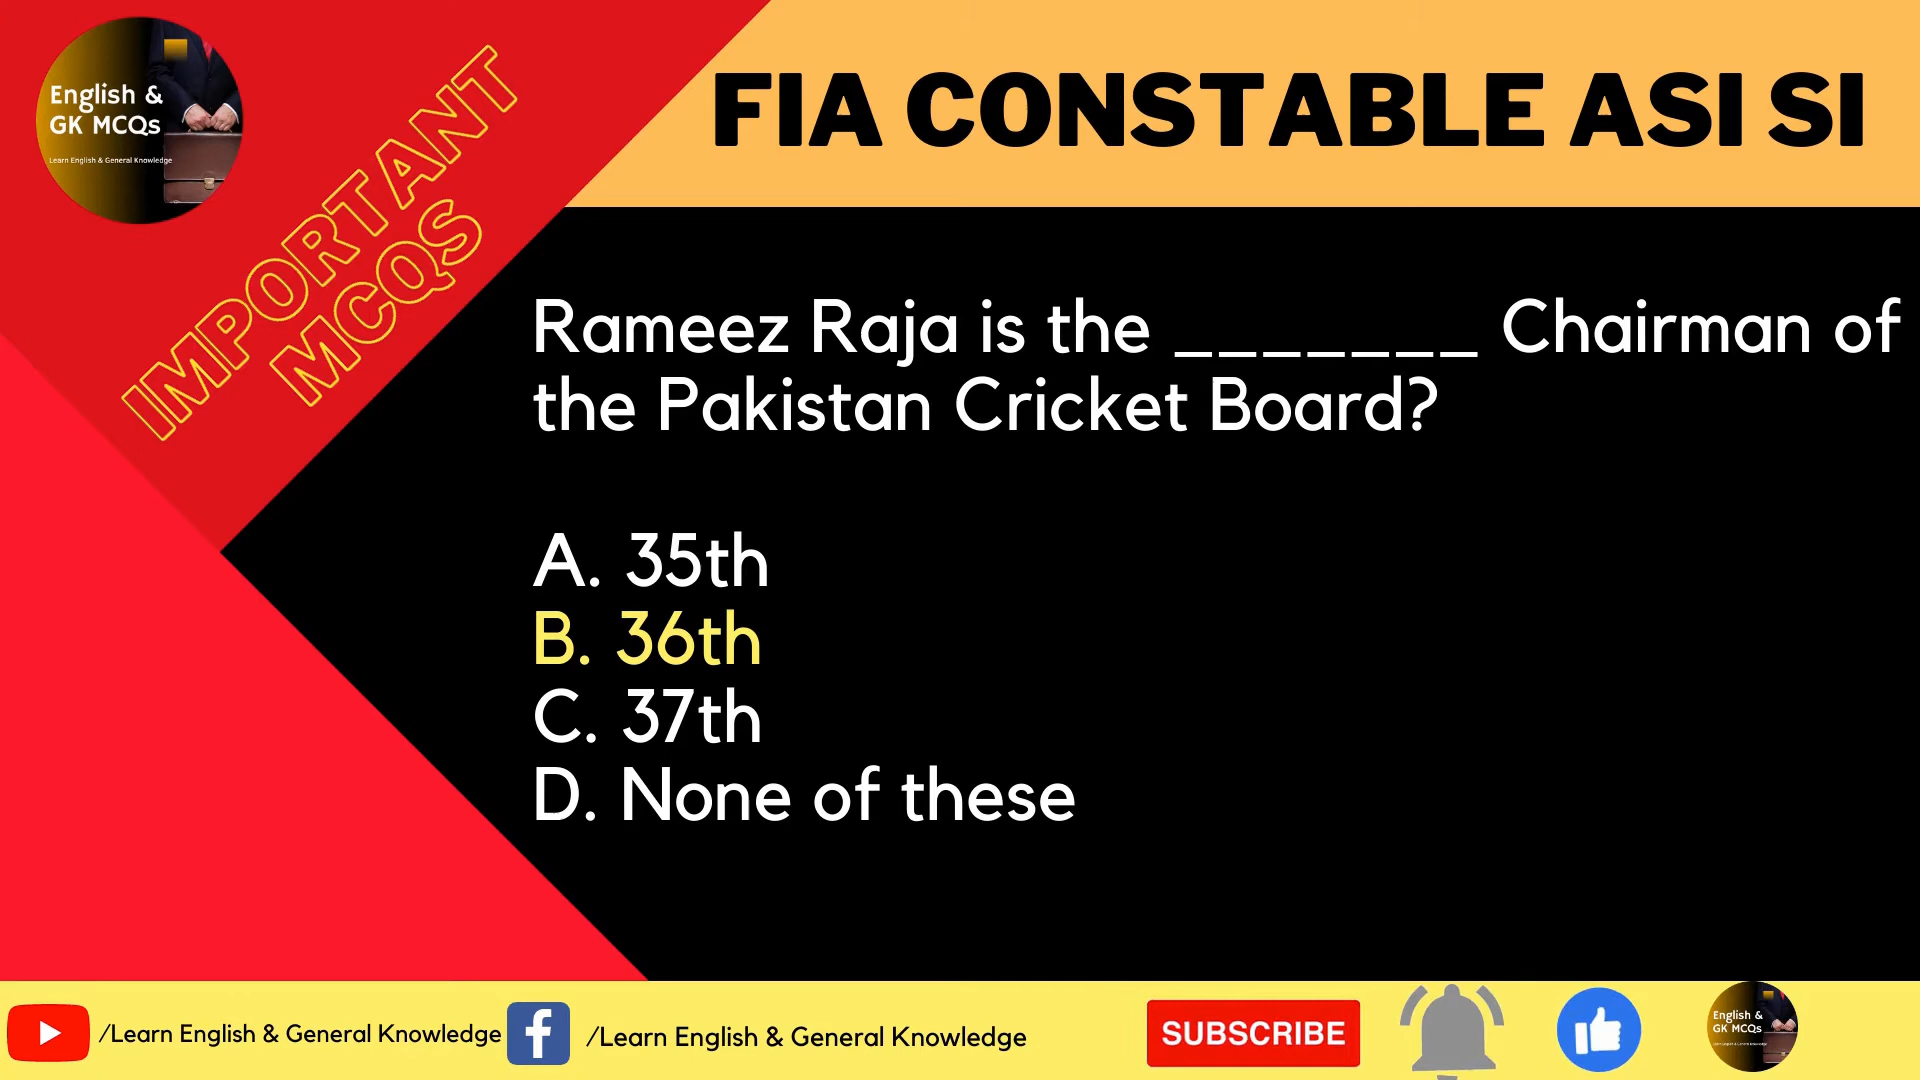 English &
GK MCQs
Learn English & General Knowledge
IMPORTANT
MCQS
FIA CONSTABLE ASI SI
Rameez Raja is the _______ Chairman of
the Pakistan Cricket Board?
A. 35th
B. 36th
C. 37th
D. None of these
/Learn English & General Knowledge
/Learn English & General Knowledge
SUBSCRIBE
English &
GK MCQs